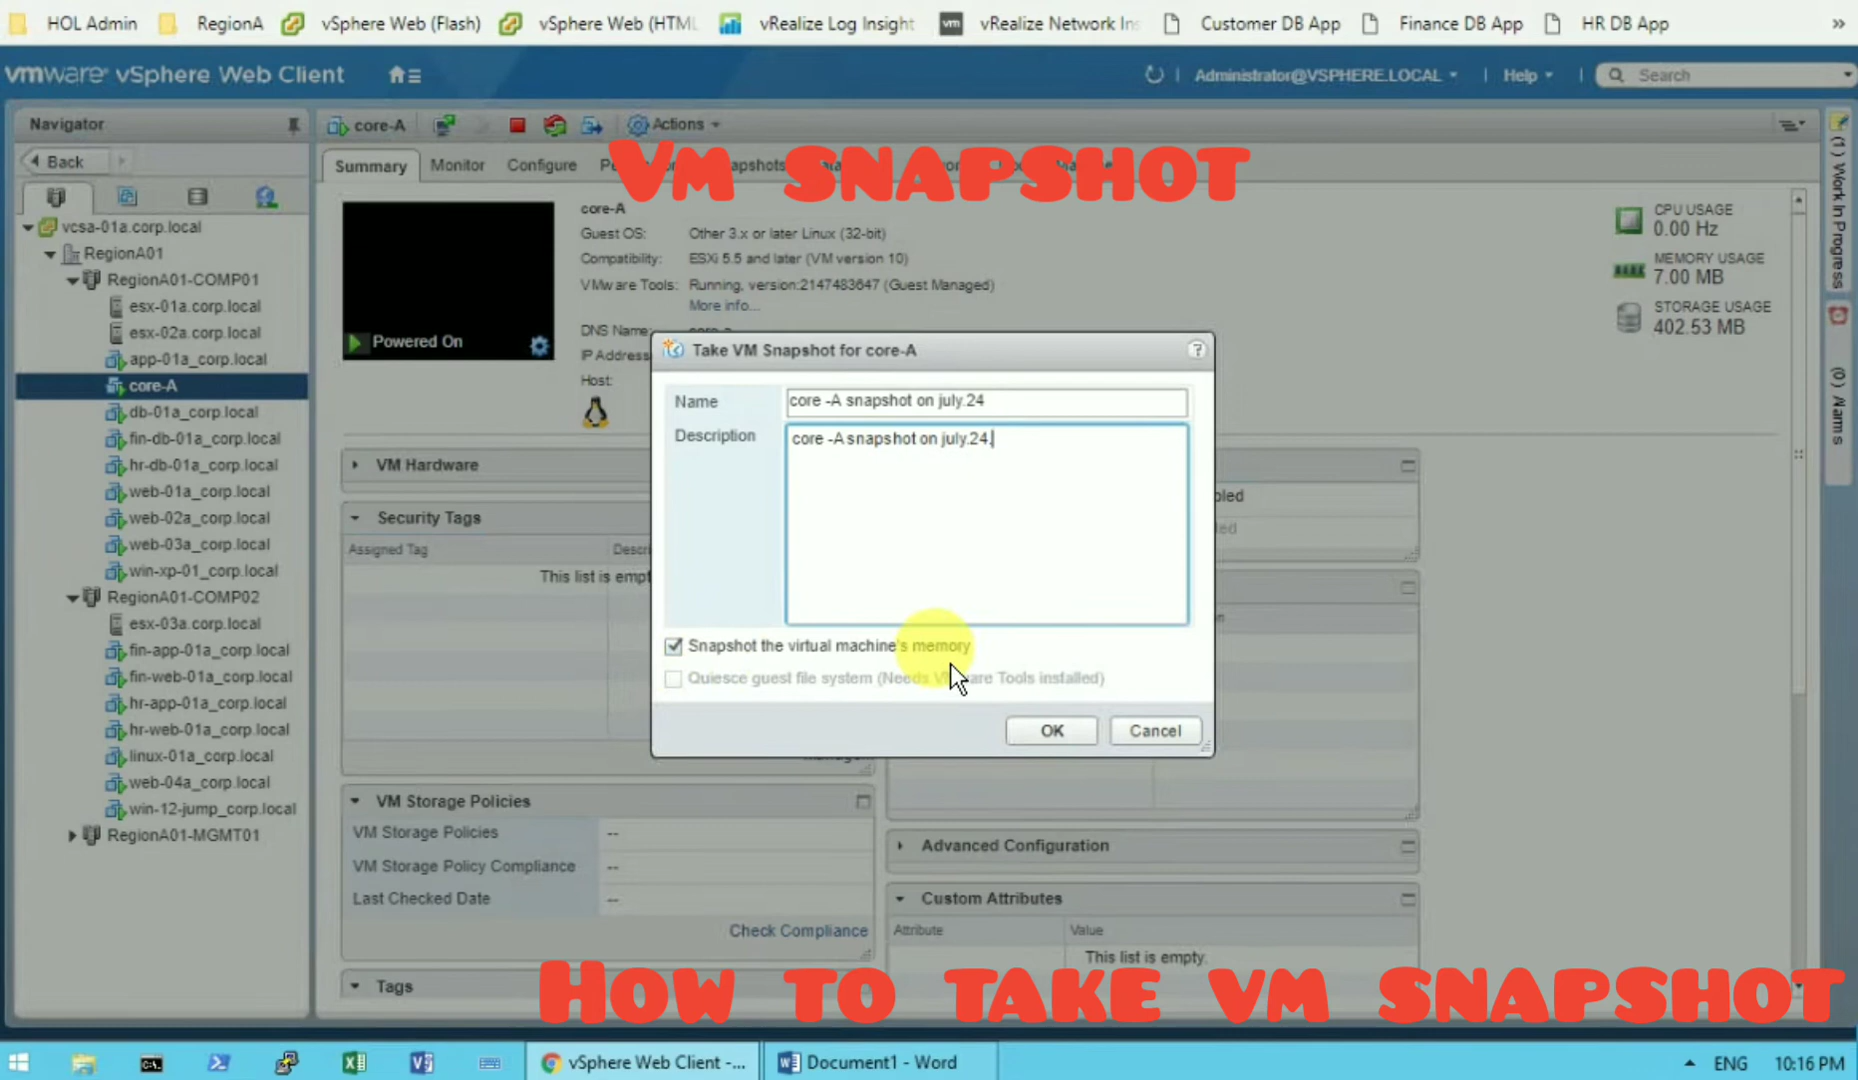 HOL Admin
RegionA
vSphere Web (Flash)
vSphere Web (HTML
vRealize Log Insight
vm
vRealize Network Ins
Customer DB App
Finance DB App
HR DB App
»
vmware® vSphere Web Client
Administrator@VSPHERE.LOCAL
Help
Search
Navigator
core-A
Actions
Back
Summary
Monitor
Configure
Vm snapshot
vcsa-01a.corp.local
RegionA01
RegionA01-COMP01
esx-01a.corp.local
esx-02a.corp.local
app-01a_corp.local
core-A
db-01a_corp.local
fin-db-01a_corp.local
hr-db-01a_corp.local
web-01a_corp.local
web-02a_corp.local
web-03a_corp.local
win-xp-01_corp.local
RegionA01-COMP02
esx-03a.corp.local
fin-app-01a_corp.local
fin-web-01a_corp.local
hr-app-01a_corp.local
hr-web-01a_corp.local
linux-01a_corp.local
web-04a_corp.local
win-12-jump_corp.local
RegionA01-MGMT01
Powered On
core-A
Guest OS: Other 3.x or later Linux (32-bit)
Compatibility: ESXi 5.5 and later (VM version 10)
VMware Tools: Running, version:2147483647 (Guest Managed)
More info...
DNS Name:
IP Address
Host:
CPU USAGE
0.00 Hz
MEMORY USAGE
7.00 MB
STORAGE USAGE
402.53 MB
(1) Work In Progress
(0) Alarms
Take VM Snapshot for core-A
?
Name
core -A snapshot on july.24
Description
core -A snapshot on july.24.
Snapshot the virtual machine's memory
Quiesce guest file system (Needs VMware Tools installed)
OK
Cancel
VM Hardware
Security Tags
Assigned Tag
Descri
This list is empt
VM Storage Policies
VM Storage Policies --
VM Storage Policy Compliance --
Last Checked Date --
Check Compliance
Tags
Advanced Configuration
Custom Attributes
Attribute
Value
This list is empty.
How to take vm snapshot
vSphere Web Client -...
Document1 - Word
ENG
10:16 PM